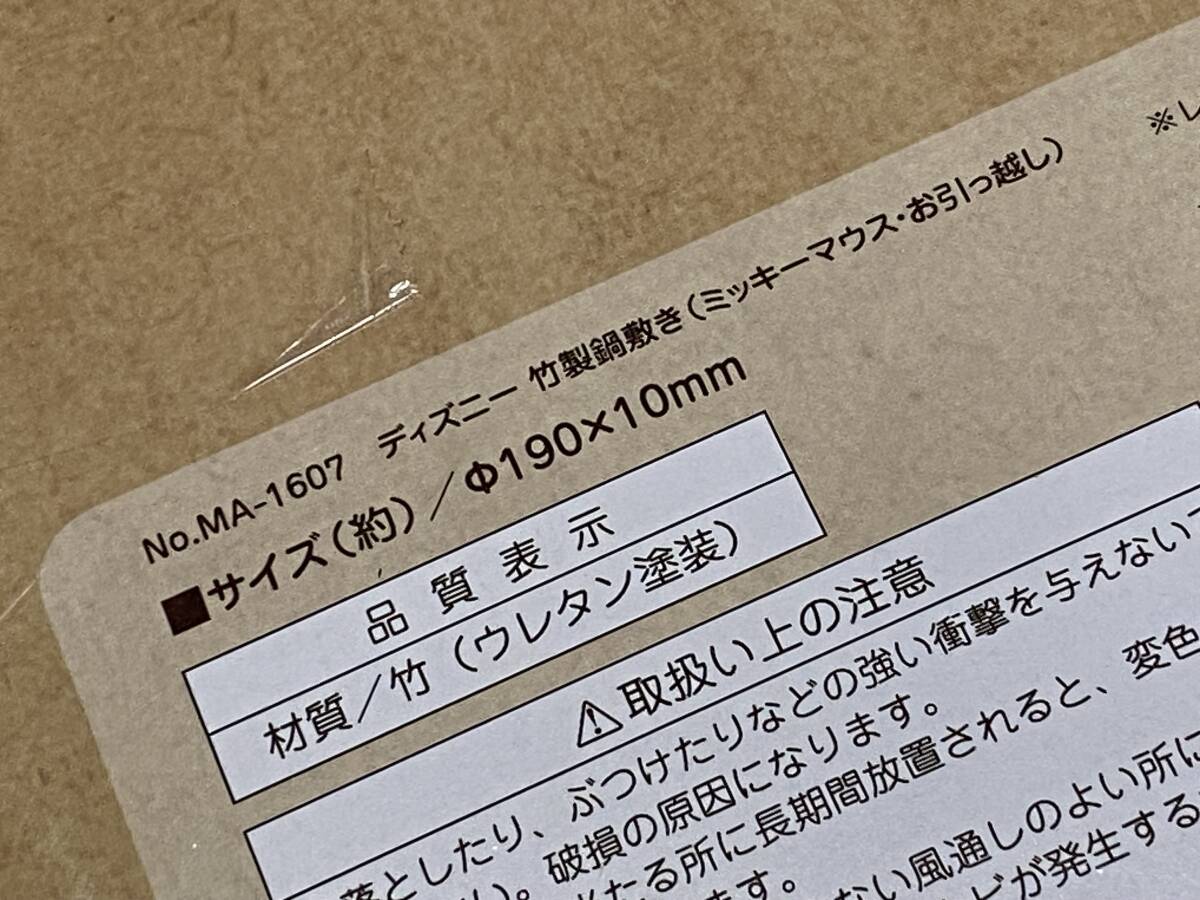 No.MA-1607 ディズニー 竹製鍋敷き(ミッキーマウス・お引っ越し)
※レ
■サイズ(約)/Φ190×10mm
品質表示
材質/竹(ウレタン塗装)
⚠取扱い上の注意
落としたり、ぶつけたりなどの強い衝撃を与えない
い。破損の原因になります。
たる所に長期間放置されると、変色
ます。
ない風通しのよい所に
ビが発生する